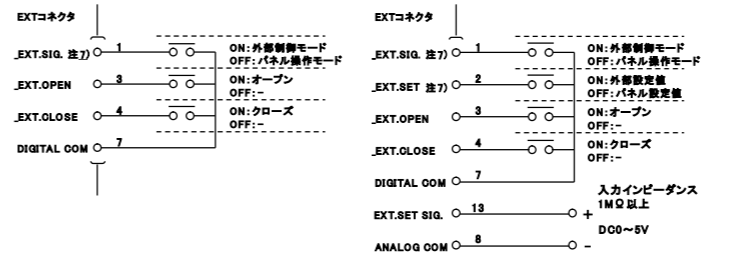 EXTコネクタ
_EXT.SIG. 注7) 1 ON:外部制御モード
OFF:パネル操作モード
_EXT.OPEN 3 ON:オープン
OFF:-
_EXT.CLOSE 4 ON:クローズ
OFF:-
DIGITAL COM 7
EXTコネクタ
_EXT.SIG. 注7) 1 ON:外部制御モード
OFF:パネル操作モード
_EXT.SET 注7) 2 ON:外部設定値
OFF:パネル設定値
_EXT.OPEN 3 ON:オープン
OFF:-
_EXT.CLOSE 4 ON:クローズ
OFF:-
DIGITAL COM 7
入力インピーダンス
1MΩ以上
EXT.SET SIG. 13 +
DC0~5V
ANALOG COM 8 -